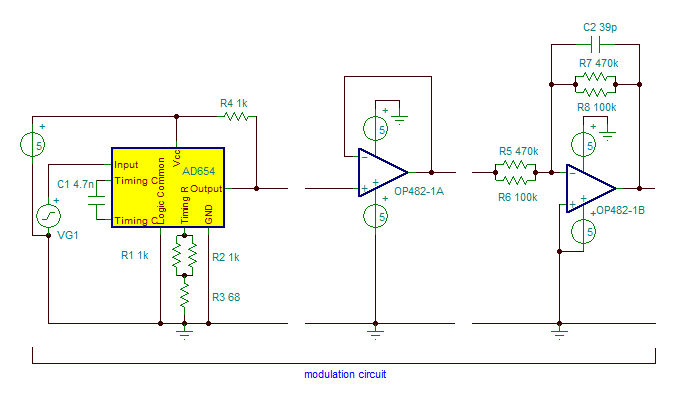 C2 39p
R7 470k
R8 100k
R4 1k
+
5
Input
Timing C
Timing C
Vcc
Logic Common
AD654
Timing R
Output
GND
C1 4.7n
+
VG1
R1 1k
R2 1k
R3 68
+
5
−
+
+
+
OP482-1A
+
5
R5 470k
R6 100k
+
5
−
+
+
+
OP482-1B
+
5
modulation circuit